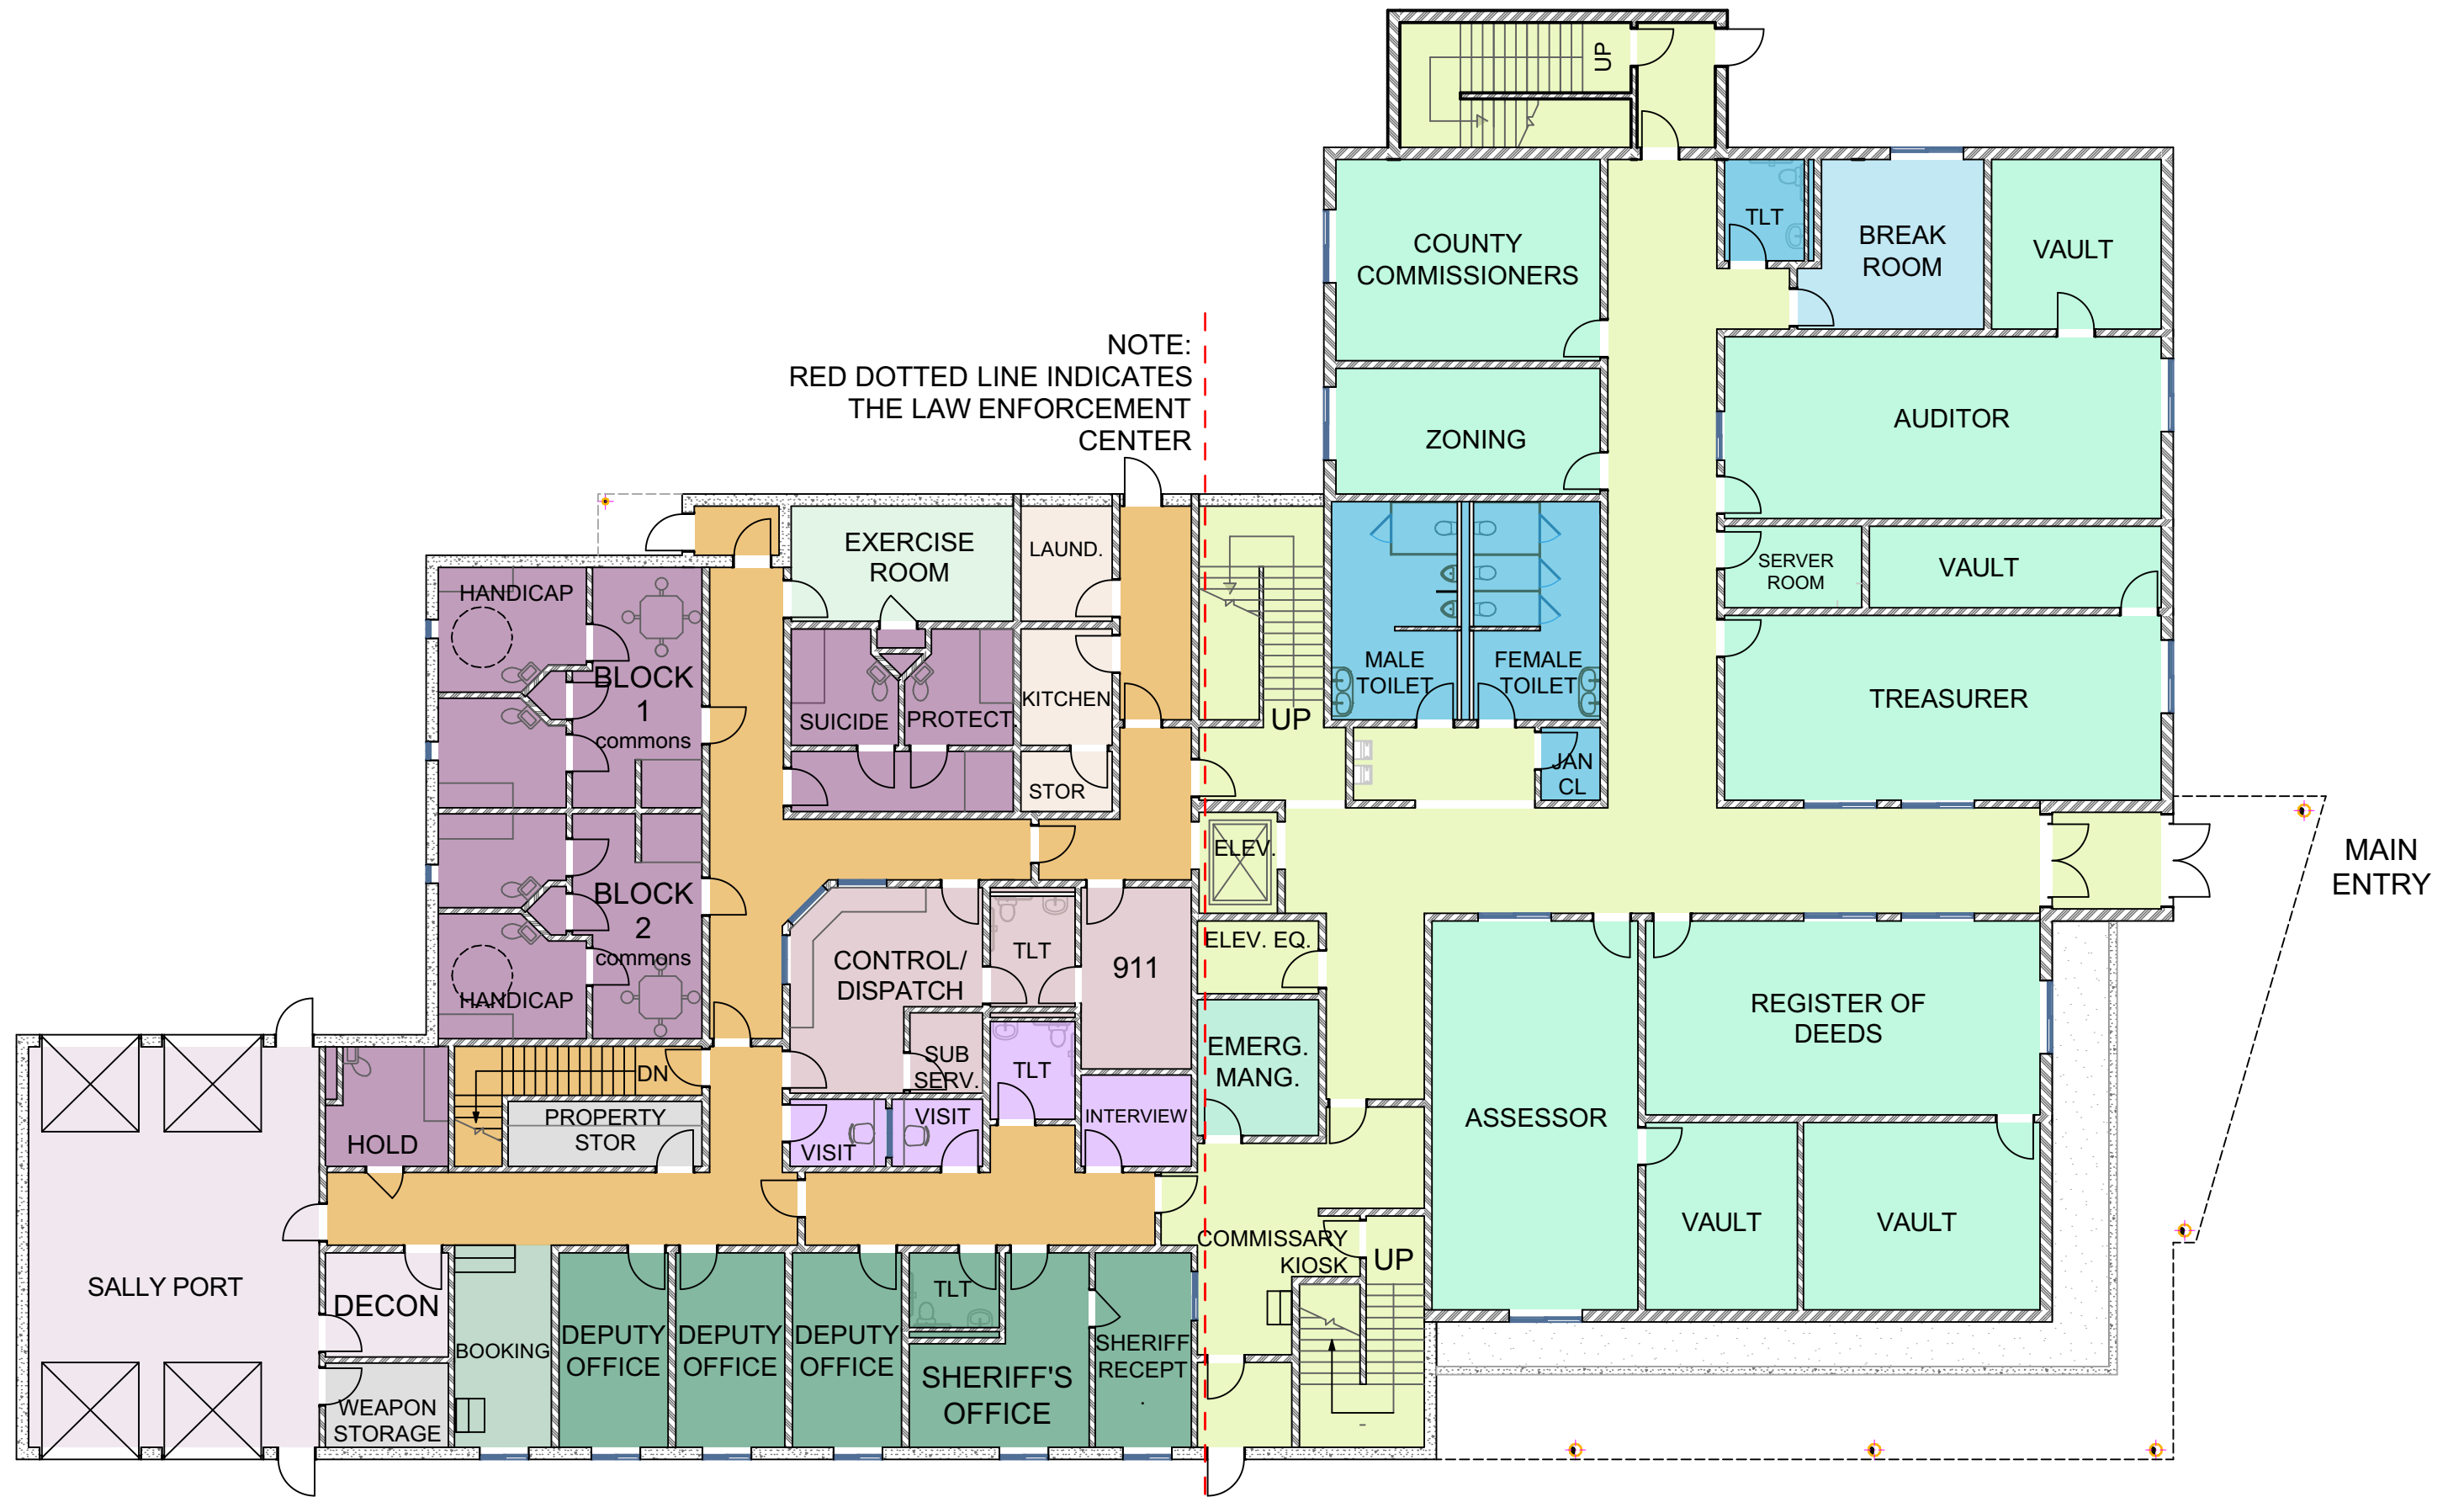 UP
COUNTY
COMMISSIONERS
TLT
BREAK
ROOM
VAULT
NOTE:
RED DOTTED LINE INDICATES
THE LAW ENFORCEMENT
CENTER
ZONING
AUDITOR
SERVER
ROOM
VAULT
EXERCISE
ROOM
LAUND.
HANDICAP
BLOCK
1
commons
SUICIDE
PROTECT.
KITCHEN
STOR
UP
MALE
TOILET
FEMALE
TOILET
JAN
CL
TREASURER
ELEV.
MAIN
ENTRY
BLOCK
2
commons
HANDICAP
CONTROL/
DISPATCH
TLT
911
ELEV. EQ.
EMERG.
MANG.
REGISTER OF
DEEDS
ASSESSOR
SUB
SERV.
TLT
DN
PROPERTY
STOR
HOLD
VISIT
VISIT
INTERVIEW
VAULT
VAULT
COMMISSARY
KIOSK
UP
SALLY PORT
DECON
BOOKING
WEAPON
STORAGE
DEPUTY
OFFICE
DEPUTY
OFFICE
DEPUTY
OFFICE
TLT
SHERIFF'S
OFFICE
SHERIFF
RECEPT
.